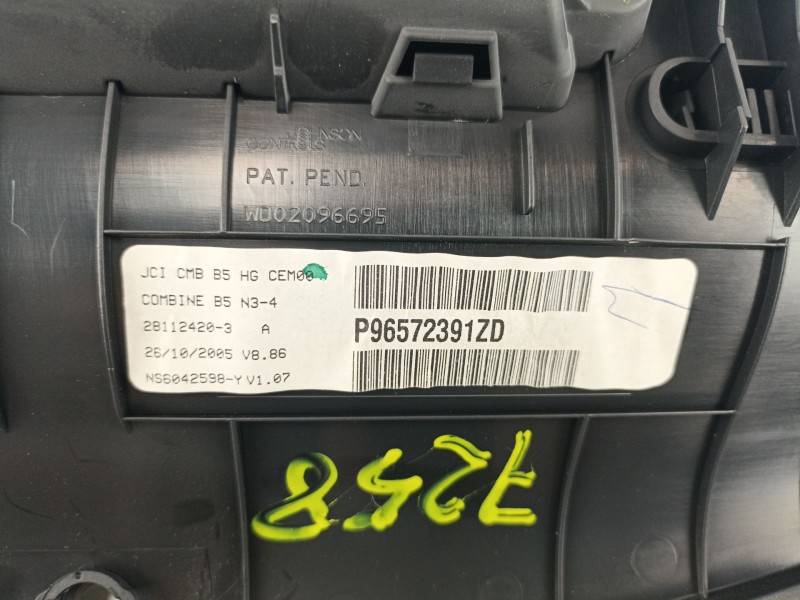 JOHNSON
CONTROLS
PAT. PEND.
WO02096695
JCI CMB B5 HG CEM00
COMBINE B5 N3-4
28112420-3 A
26/10/2005 V8.86
NS6042598-Y V1.07
P96572391ZD
7258